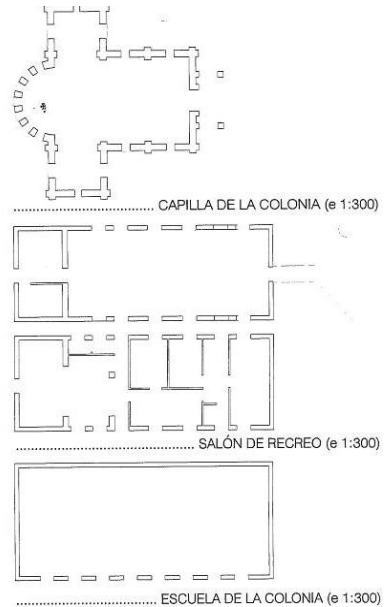 CAPILLA DE LA COLONIA (e 1:300)
SALÓN DE RECREO (e 1:300)
ESCUELA DE LA COLONIA (e 1:300)